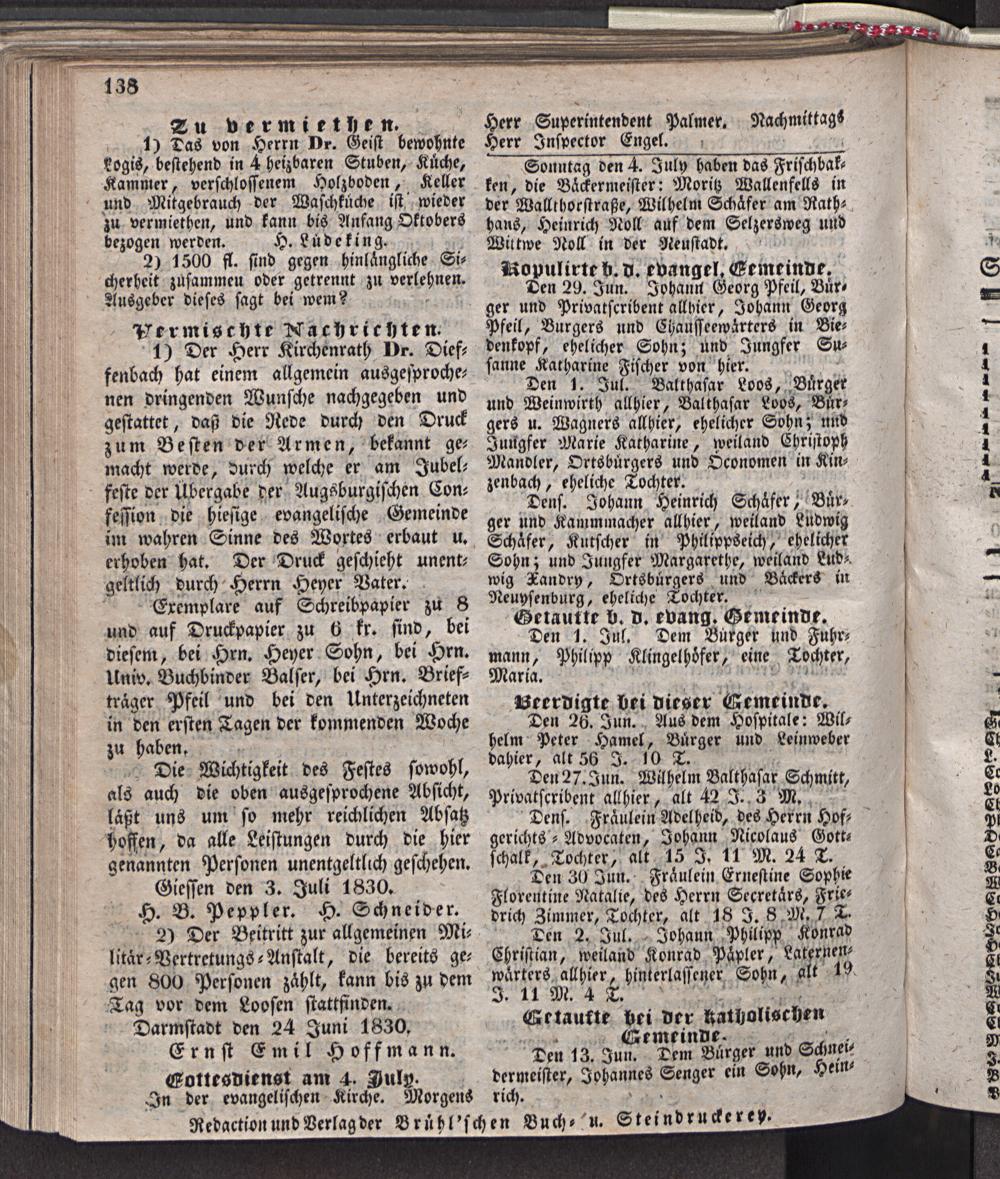 138
Zu vermiethen.
1) Das von Herrn Dr. Geist bewohnte
Logis, bestehend in 4 heizbaren Stuben, Küche,
Kammer, verschlossenem Holzboden, Keller
und Mitgebrauch der Waschküche ist wieder
zu vermiethen, und kann bis Anfang Oktobers
bezogen werden. H. Lüdeking.
2) 1500 fl. sind gegen hinlängliche Si-
cherheit zusammen oder getrennt zu verlehnen.
Ausgeber dieses sagt bei wem?
Vermischte Nachrichten.
1) Der Herr Kirchenrath Dr. Dief-
fenbach hat einem allgemein ausgesproche-
nen dringenden Wunsche nachgegeben und
gestattet, daß die Rede durch den Druck
zum Besten der Armen, bekannt ge-
macht werde, durch welche er am Jubel-
feste der Übergabe der Augsburgischen Con-
fession die hiesige evangelische Gemeinde
im wahren Sinne des Wortes erbaut u.
erhoben hat. Der Druck geschieht unent-
geltlich durch Herrn Heyer Vater.
Exemplare auf Schreibpapier zu 8
und auf Druckpapier zu 6 kr. sind, bei
diesem, bei Hrn. Heyer Sohn, bei Hrn.
Univ. Buchbinder Balser, bei Hrn. Brief-
träger Pfeil und bei den Unterzeichneten
in den ersten Tagen der kommenden Woche
zu haben.
Die Wichtigkeit des Festes sowohl,
als auch die oben ausgesprochene Absicht,
läßt uns um so mehr reichlichen Absatz
hoffen, da alle Leistungen durch die hier
genannten Personen unentgeltlich geschehen.
Giessen den 3. Juli 1830.
H. B. Peppler. H. Schneider.
2) Der Beitritt zur allgemeinen Mi-
litär-Vertretungs-Anstalt, die bereits ge-
gen 800 Personen zählt, kann bis zu dem
Tag vor dem Loosen stattfinden.
Darmstadt den 24 Juni 1830.
Ernst Emil Hoffmann.
Gottesdienst am 4. July.
In der evangelischen Kirche. Morgens
Herr Superintendent Palmer. Nachmittags
Herr Inspector Engel.
Sonntag den 4. July haben das Frischbak-
ken, die Bäckermeister: Moritz Wallenfells in
der Wallthorstraße, Wilhelm Schäfer am Rath-
haus, Heinrich Noll auf dem Selzersweg und
Wittwe Noll in der Neustadt.
Kopulirte b. d. evangel. Gemeinde.
Den 29. Jun. Johann Georg Pfeil, Bür-
ger und Privatscribent allhier, Johann Georg
Pfeil, Burgers und Chausseewärters in Bie-
denkopf, ehelicher Sohn; und Jungfer Su-
sanne Katharine Fischer von hier.
Den 1. Jul. Balthasar Loos, Bürger
und Weinwirth allhier, Balthasar Loos, Bür-
gers u. Wagners allhier, ehelicher Sohn; und
Jungfer Marie Katharine, weiland Christoph
Mandler, Ortsbürgers und Öconomen in Kin-
zenbach, eheliche Tochter.
Dens. Johann Heinrich Schäfer, Bür-
ger und Kammmacher allhier, weiland Ludwig
Schäfer, Kutscher in Philippseich, ehelicher
Sohn; und Jungfer Margarethe, weiland Lud-
wig Xandry, Ortsbürgers und Bäckers in
Neuysenburg, eheliche Tochter.
Getaufte b. d. evang. Gemeinde.
Den 1. Jul. Dem Bürger und Fuhr-
mann, Philipp Klingelhöfer, eine Tochter,
Maria.
Beerdigte bei dieser Gemeinde.
Den 26. Jun. Aus dem Hospitale: Wil-
helm Peter Hamel, Bürger und Leinweber
dahier, alt 56 J. 10 T.
Den 27. Jun. Wilhelm Balthasar Schmitt,
Privatscribent allhier, alt 42 J. 3 M.
Dens. Fräulein Adelheid, des Herrn Hof-
gerichts-Advocaten, Johann Nicolaus Gott-
schalk, Tochter, alt 15 J. 11 M. 24 T.
Den 30 Jun. Fräulein Ernestine Sophie
Florentine Natalie, des Herrn Secretärs, Frie-
drich Zimmer, Tochter, alt 18 J. 8 M. 7 T.
Den 2. Jul. Johann Philipp Konrad
Christian, weiland Konrad Päpler, Laternen-
wärters allhier, hinterlassener Sohn, alt 19
J. 11 M. 4 T.
Getaufte bei der katholischen
Gemeinde.
Den 13. Jun. Dem Bürger und Schnei-
dermeister, Johannes Senger ein Sohn, Hein-
rich.
Redaction und Verlag der Brühl'schen Buch- u. Steindruckerey.